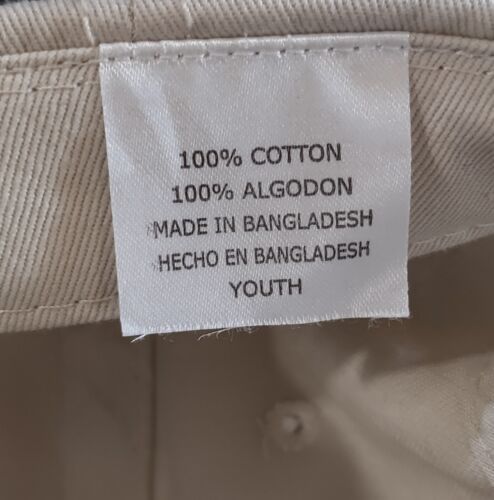 100% COTTON
100% ALGODON
MADE IN BANGLADESH
HECHO EN BANGLADESH
YOUTH